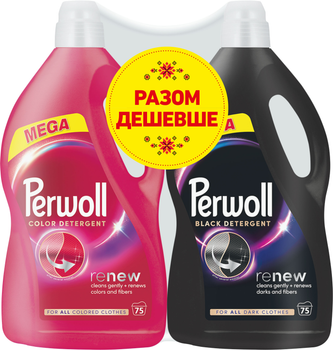 РАЗОМ
ДЕШЕВШЕ
MEGA
Perwoll
COLOR DETERGENT
renew
cleans gently + renews
colors and fibers
FOR ALL COLORED CLOTHES
75
A
Perwoll
BLACK DETERGENT
renew
cleans gently + renews
darks and fibers
FOR ALL DARK CLOTHES
75